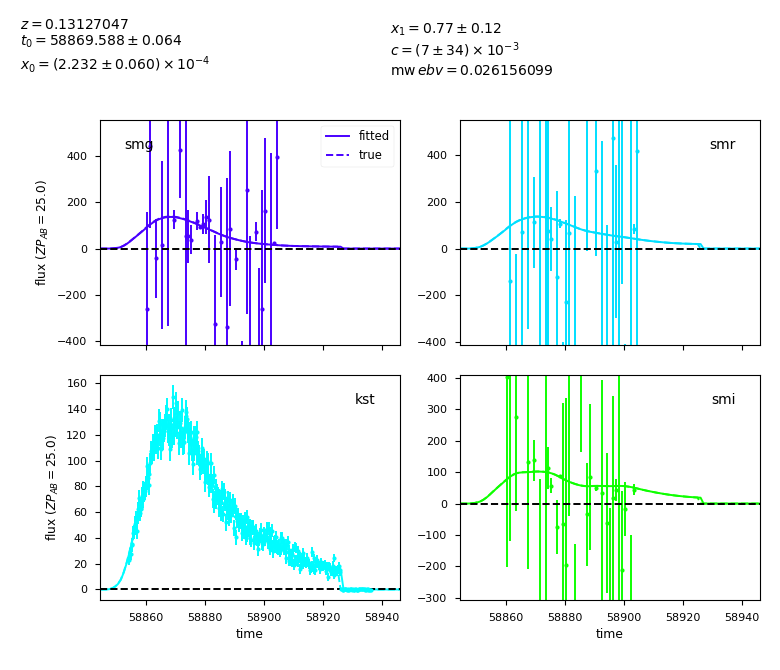 z = 0.13127047
t₀ = 58869.588 ± 0.064
x₀ = (2.232 ± 0.060) × 10⁻⁴
x₁ = 0.77 ± 0.12
c = (7 ± 34) × 10⁻³
mw ebv = 0.026156099
smg
fitted
true
400
200
0
−200
−400
flux (ZP_AB = 25.0)
smr
400
200
0
−200
−400
kst
160
140
120
100
80
60
40
20
0
flux (ZP_AB = 25.0)
58860 58880 58900 58920 58940
time
smi
400
300
200
100
0
−100
−200
−300
58860 58880 58900 58920 58940
time